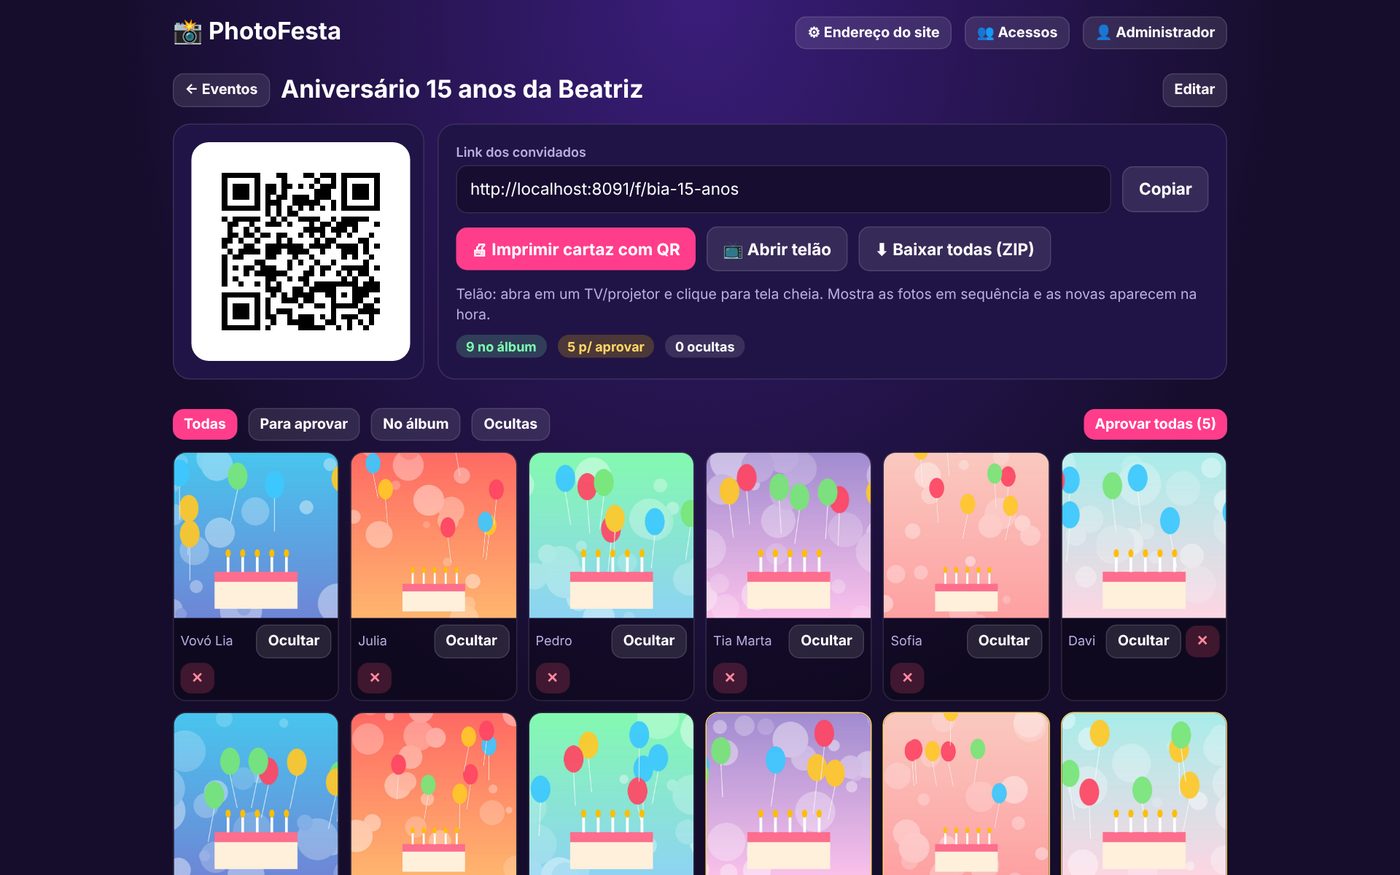 📸 PhotoFesta
⚙ Endereço do site
👥 Acessos
👤 Administrador
← Eventos
Aniversário 15 anos da Beatriz
Editar
Link dos convidados
http://localhost:8091/f/bia-15-anos
Copiar
🖨 Imprimir cartaz com QR
📺 Abrir telão
⬇ Baixar todas (ZIP)
Telão: abra em um TV/projetor e clique para tela cheia. Mostra as fotos em sequência e as novas aparecem na
hora.
9 no álbum
5 p/ aprovar
0 ocultas
Todas
Para aprovar
No álbum
Ocultas
Aprovar todas (5)
Vovó Lia
Ocultar
✕
Julia
Ocultar
✕
Pedro
Ocultar
✕
Tia Marta
Ocultar
✕
Sofia
Ocultar
✕
Davi
Ocultar
✕